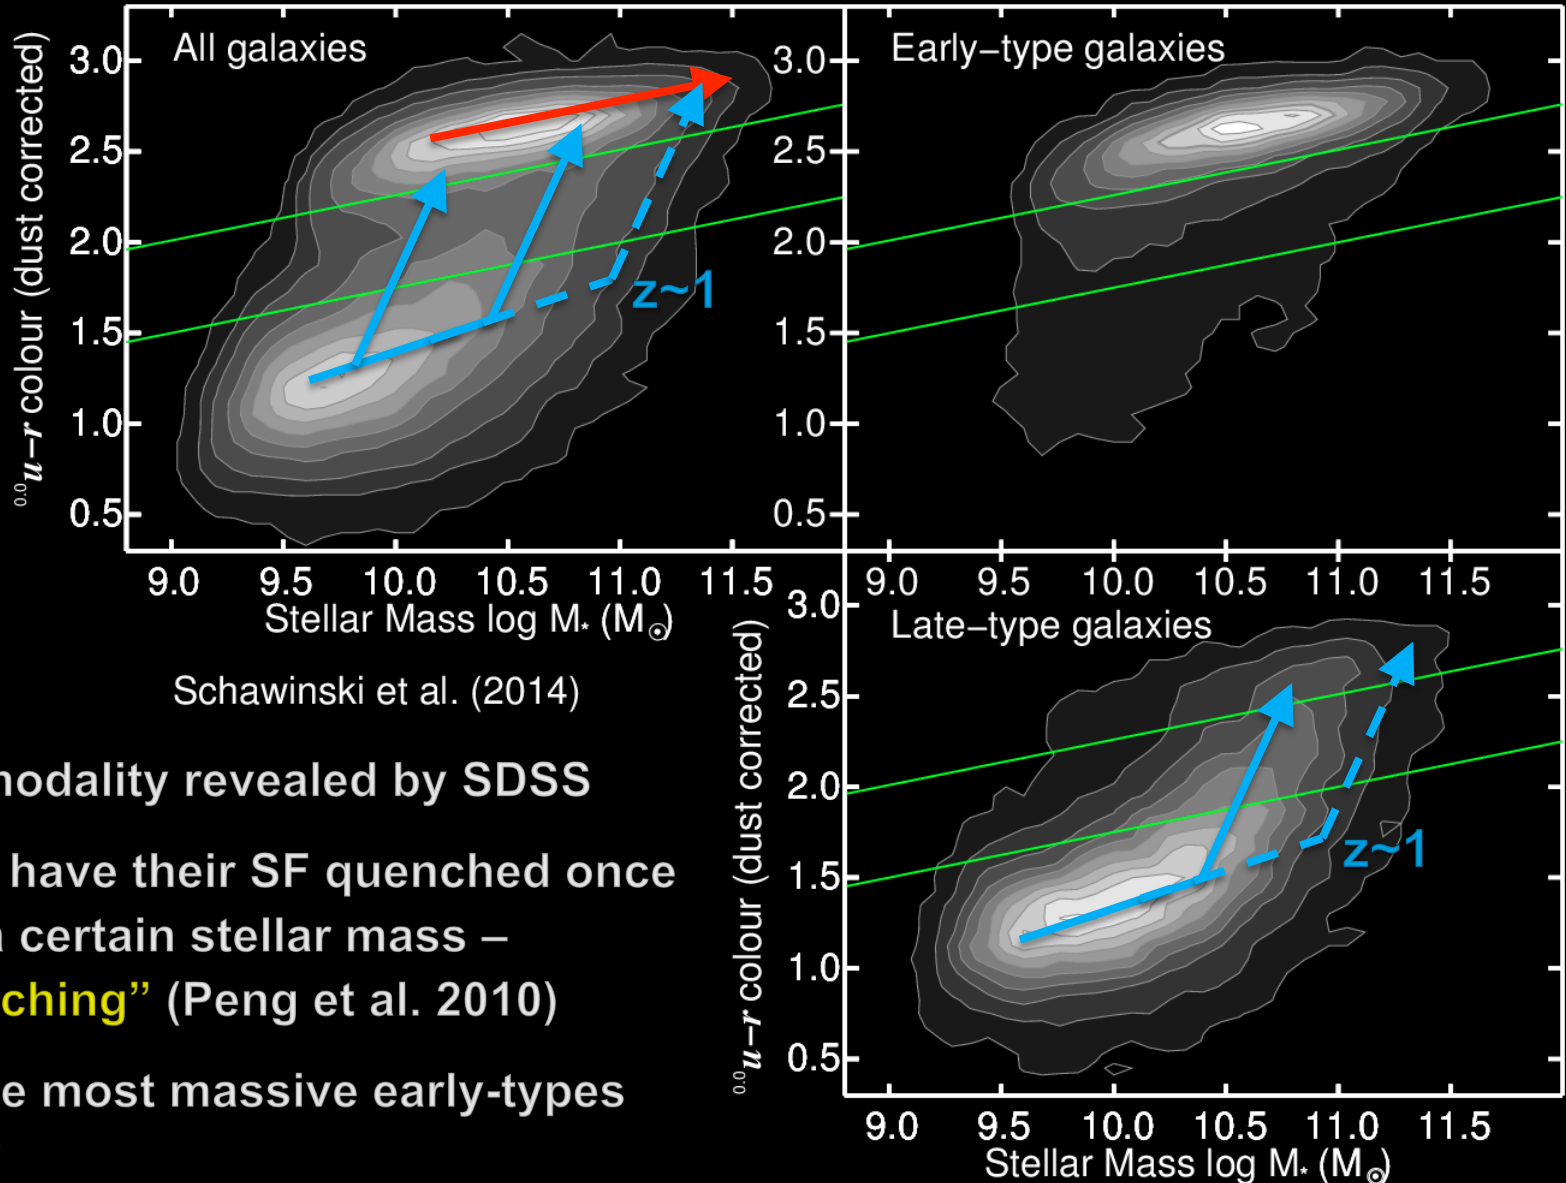 All galaxies
Early–type galaxies
3.0
2.5
2.0
1.5
1.0
0.5
⁰·⁰u–r colour (dust corrected)
3.0
2.5
2.0
1.5
1.0
0.5
z~1
9.0 9.5 10.0 10.5 11.0 11.5
Stellar Mass log M* (M⊙)
9.0 9.5 10.0 10.5 11.0 11.5
Late–type galaxies
3.0
2.5
2.0
1.5
1.0
0.5
⁰·⁰u–r colour (dust corrected)
z~1
9.0 9.5 10.0 10.5 11.0 11.5
Stellar Mass log M* (M⊙)
Schawinski et al. (2014)
modality revealed by SDSS
have their SF quenched once
certain stellar mass –
ching” (Peng et al. 2010)
most massive early-types